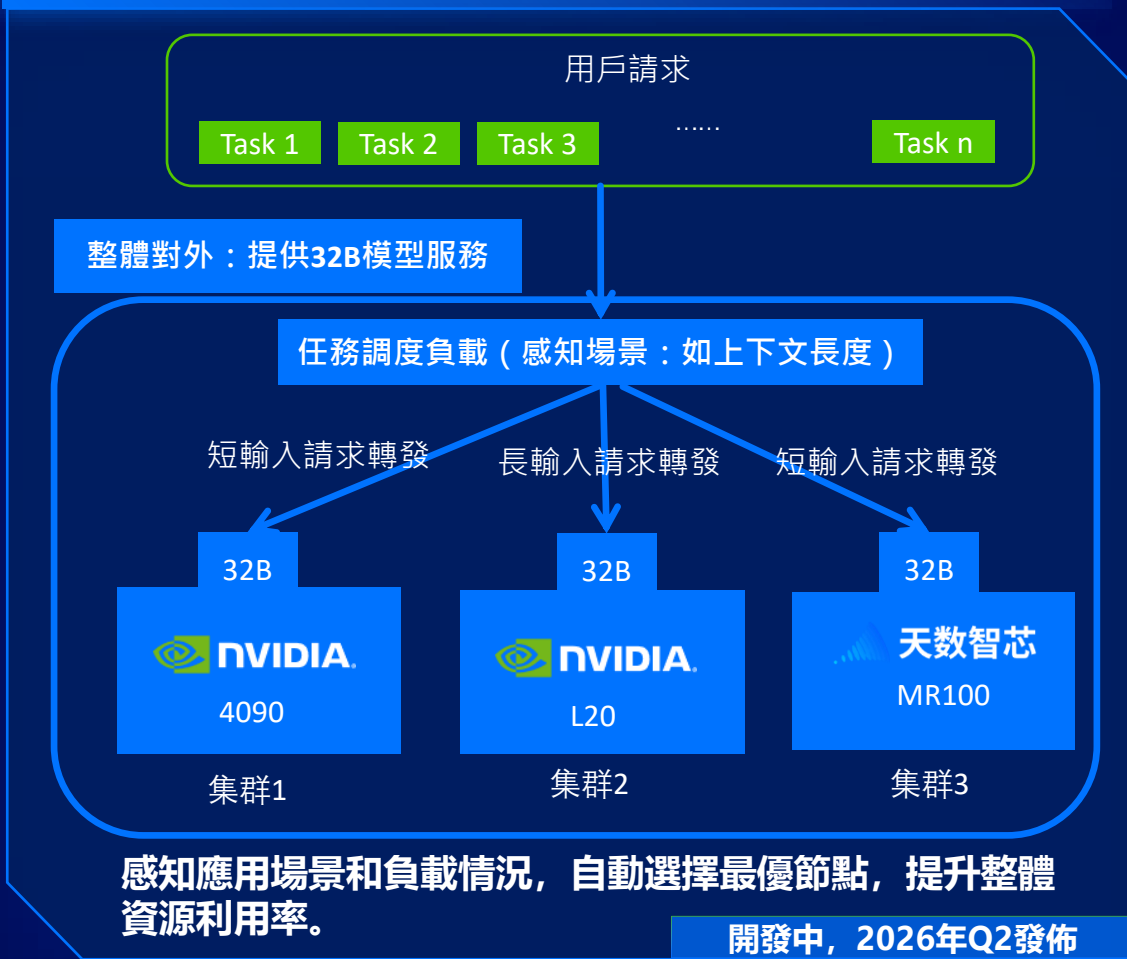 用戶請求
Task 1 Task 2 Task 3 …… Task n
整體對外：提供32B模型服務
任務調度負載（感知場景：如上下文長度）
短輸入請求轉發 長輸入請求轉發 短輸入請求轉發
32B 32B 32B
NVIDIA. NVIDIA. 天数智芯
4090 L20 MR100
集群1 集群2 集群3
感知應用場景和負載情況，自動選擇最優節點，提升整體
資源利用率。
開發中，2026年Q2發佈